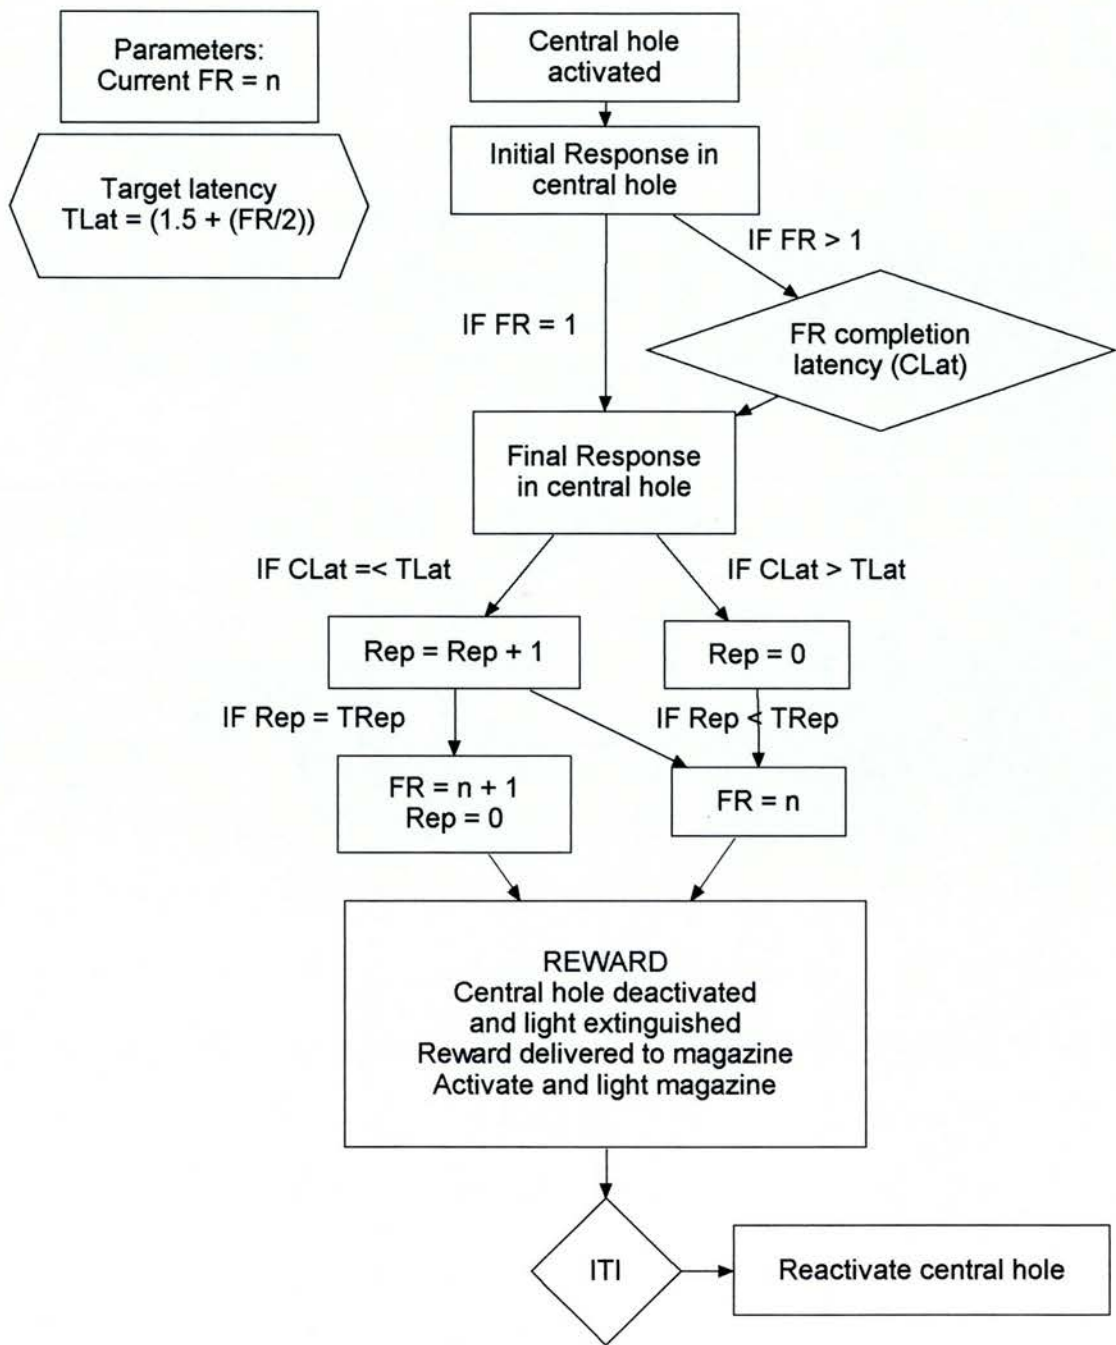 Parameters:
Current FR = n
Target latency
TLat = (1.5 + (FR/2))
Central hole
activated
Initial Response in
central hole
IF FR > 1
IF FR = 1
FR completion
latency (CLat)
Final Response
in central hole
IF CLat =< TLat
IF CLat > TLat
Rep = Rep + 1
Rep = 0
IF Rep = TRep
IF Rep < TRep
FR = n + 1
Rep = 0
FR = n
REWARD
Central hole deactivated
and light extinguished
Reward delivered to magazine
Activate and light magazine
ITI
Reactivate central hole